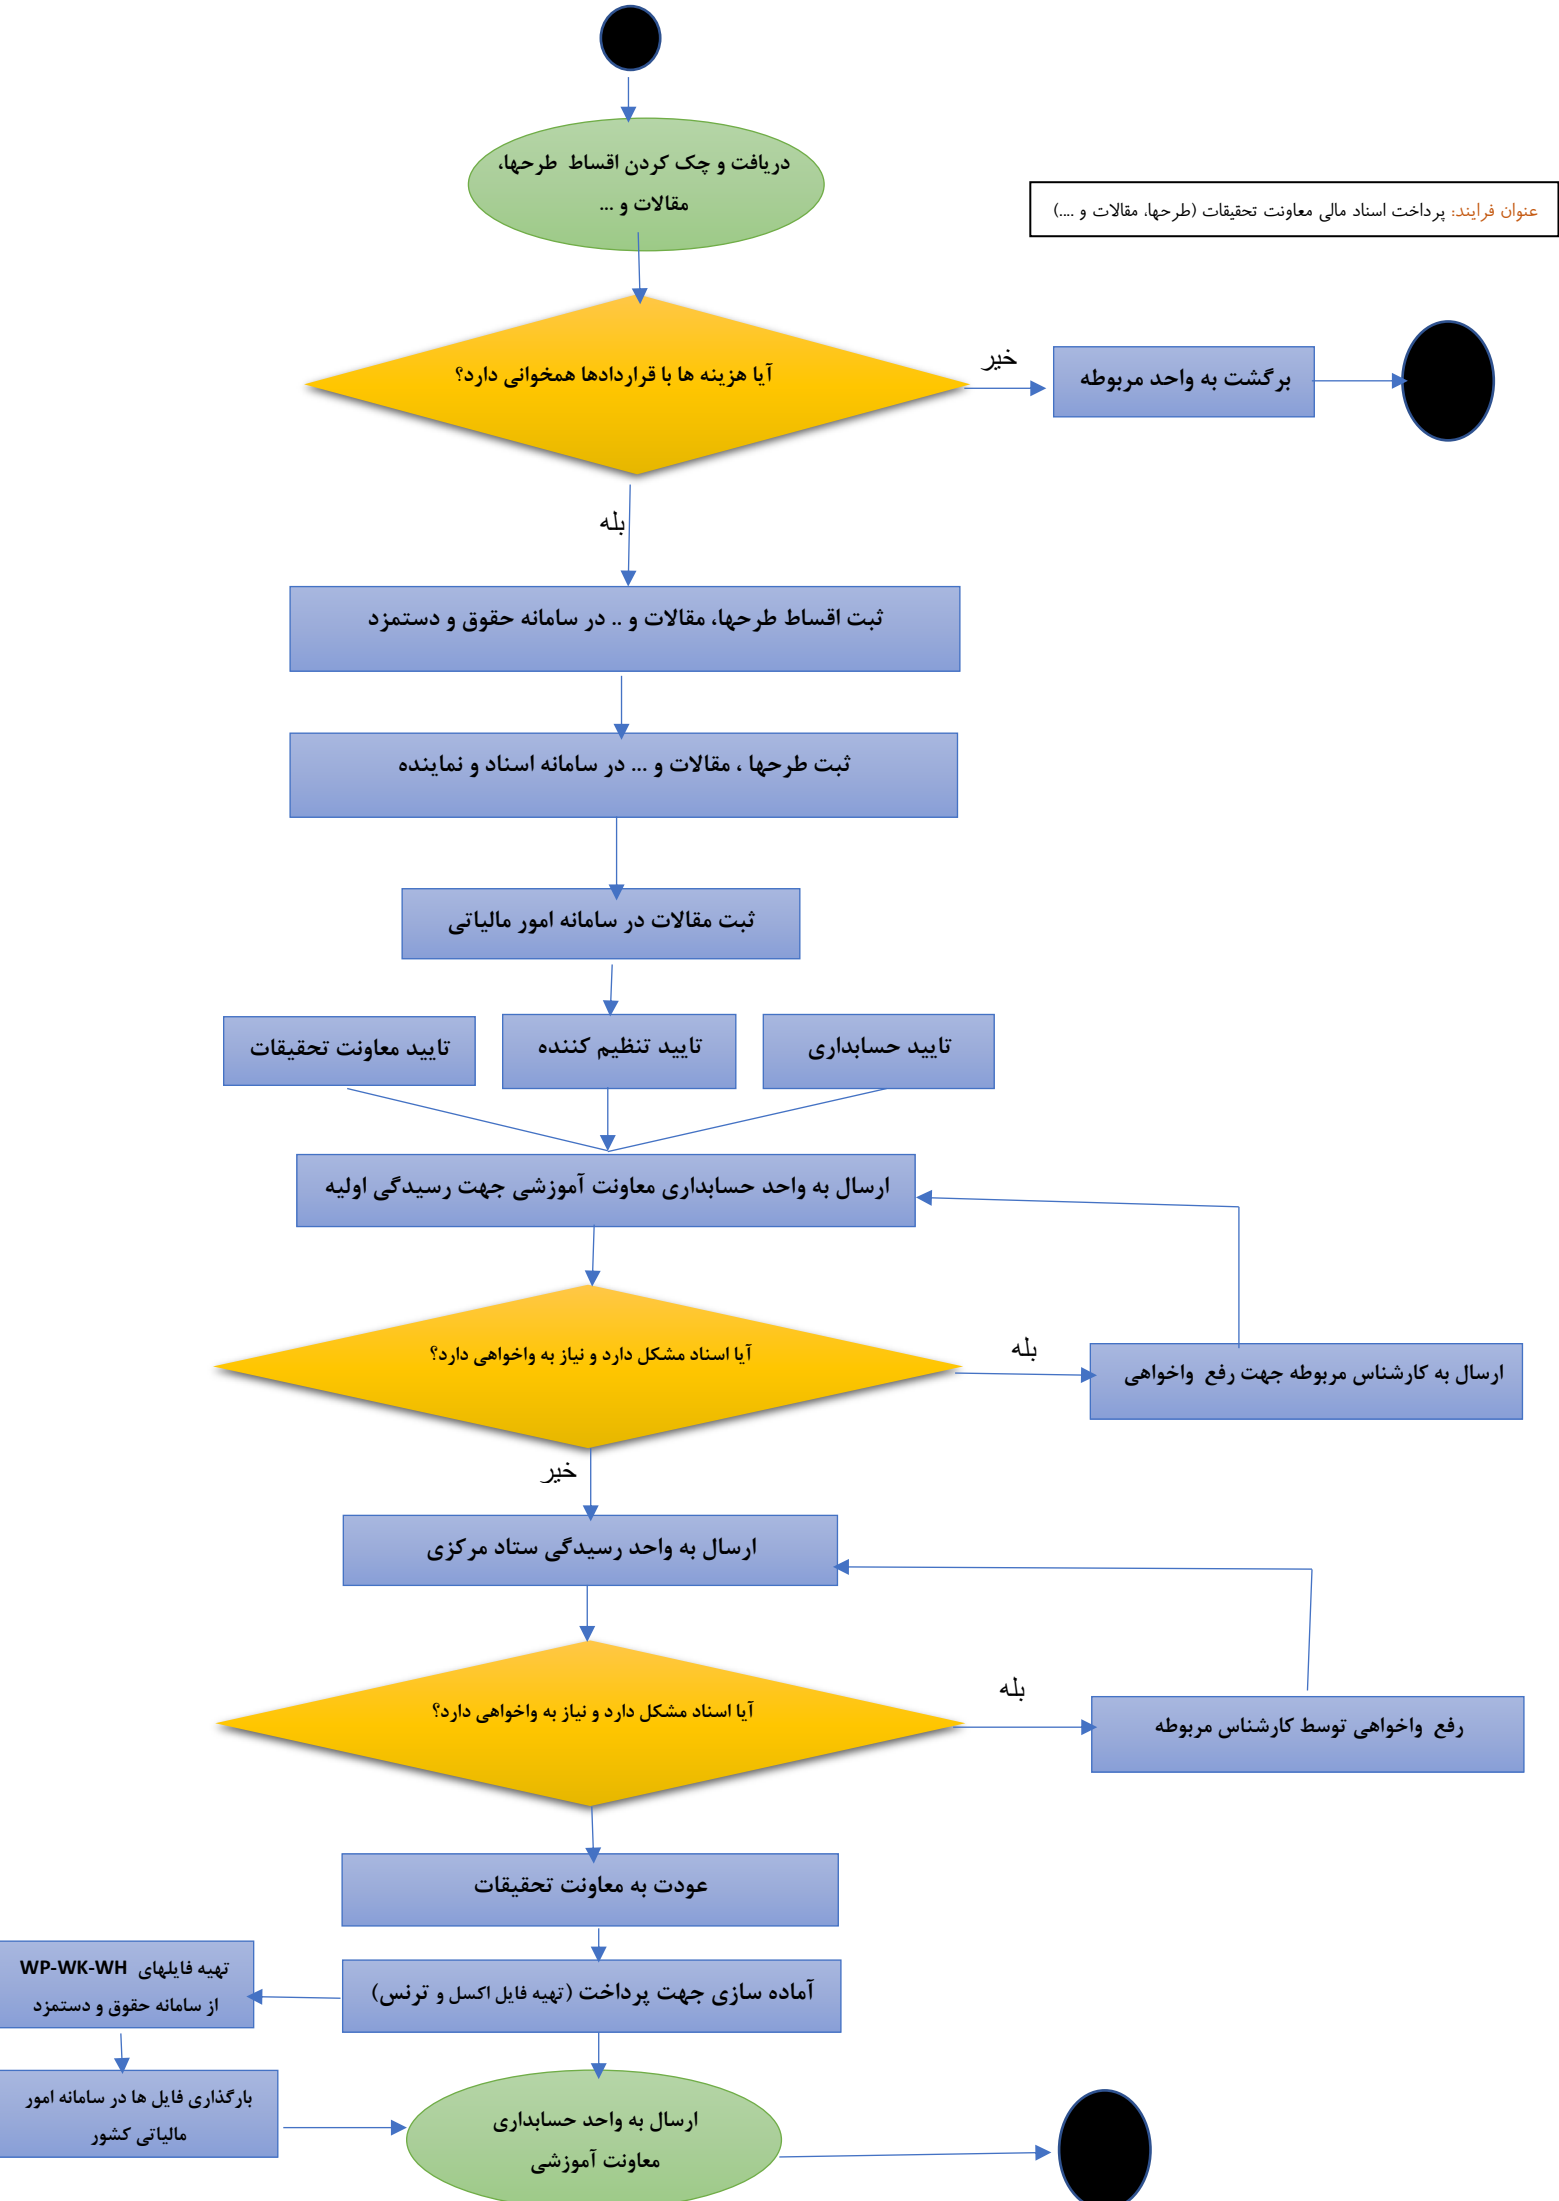 دریافت و چک کردن اقساط طرحها،
مقالات و ...
عنوان فرایند: پرداخت اسناد مالی معاونت تحقیقات (طرحها، مقالات و ....)
آیا هزینه ها با قراردادها همخوانی دارد؟
خیر
برگشت به واحد مربوطه
بله
ثبت اقساط طرحها، مقالات و .. در سامانه حقوق و دستمزد
ثبت طرحها ، مقالات و ... در سامانه اسناد و نماینده
ثبت مقالات در سامانه امور مالیاتی
تایید حسابداری
تایید تنظیم کننده
تایید معاونت تحقیقات
ارسال به واحد حسابداری معاونت آموزشی جهت رسیدگی اولیه
آیا اسناد مشکل دارد و نیاز به واخواهی دارد؟
بله
ارسال به کارشناس مربوطه جهت رفع واخواهی
خیر
ارسال به واحد رسیدگی ستاد مرکزی
آیا اسناد مشکل دارد و نیاز به واخواهی دارد؟
بله
رفع واخواهی توسط کارشناس مربوطه
عودت به معاونت تحقیقات
آماده سازی جهت پرداخت (تهیه فایل اکسل و ترنس)
تهیه فایلهای WP-WK-WH
از سامانه حقوق و دستمزد
بارگذاری فایل ها در سامانه امور
مالیاتی کشور
ارسال به واحد حسابداری
معاونت آموزشی